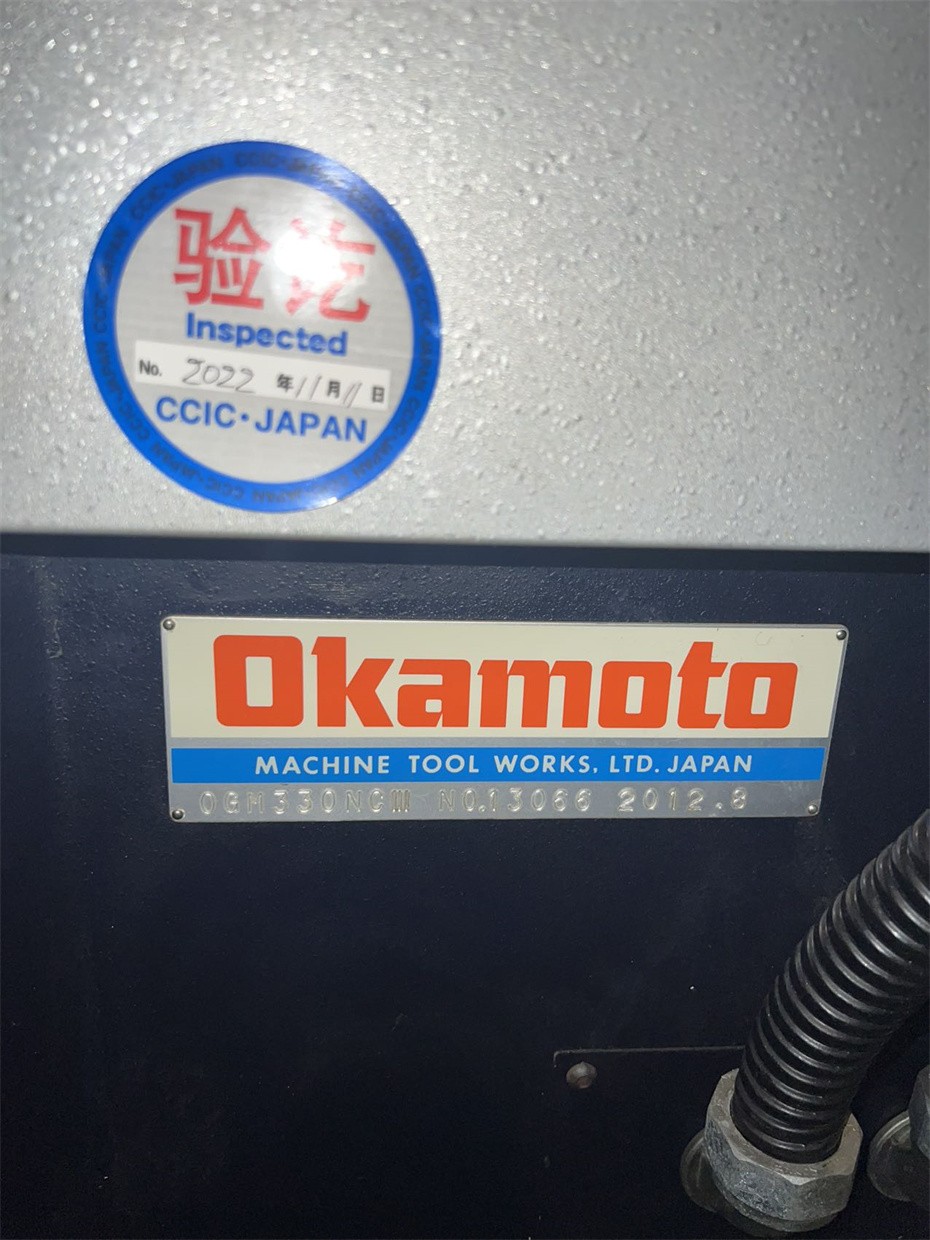 验讫
Inspected
No. 2022 年 11 月 11 日
CCIC·JAPAN
Okamoto
MACHINE TOOL WORKS, LTD. JAPAN
OGM330NCIII NO.13066 2012.8